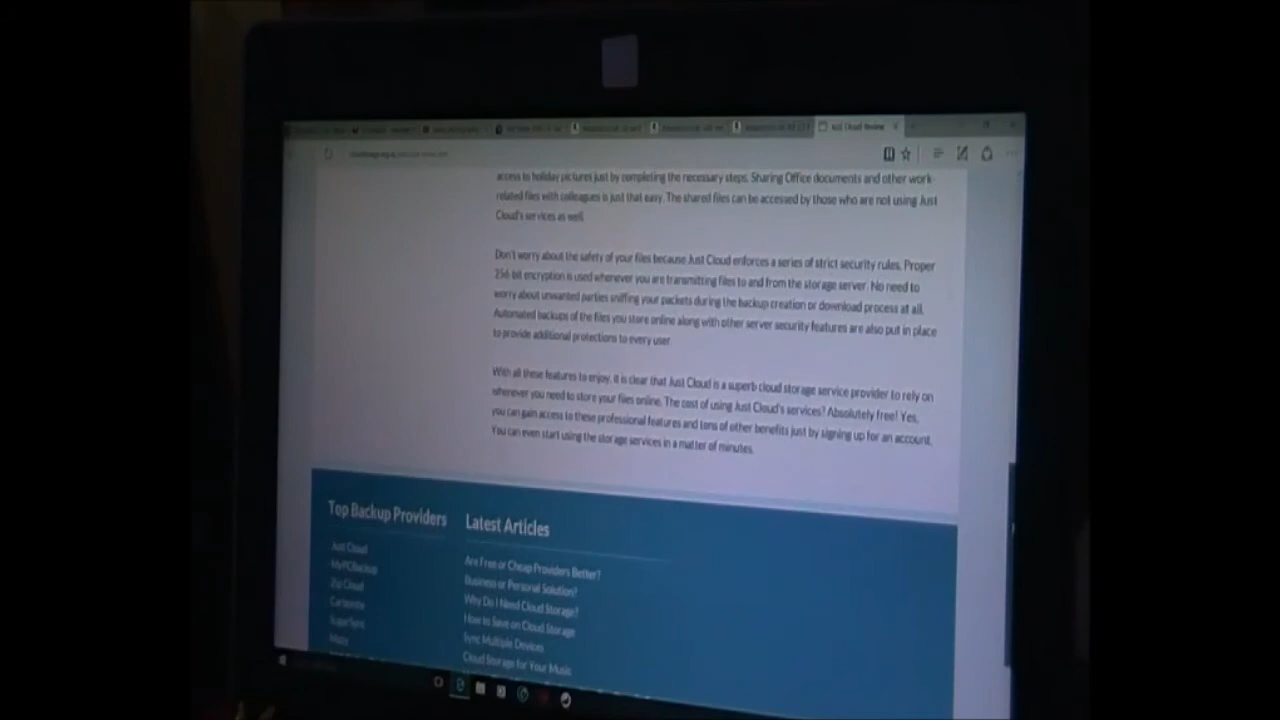 Just Cloud Review
access to holiday pictures just by completing the necessary steps. Sharing Office documents and other work-
related files with colleagues is just that easy. The shared files can be accessed by those who are not using Just
Cloud's services as well.
Don't worry about the safety of your files because Just Cloud enforces a series of strict security rules. Proper
256-bit encryption is used whenever you are transmitting files to and from the storage server. No need to
worry about unwanted parties sniffing your packets during the backup creation or download process at all.
Automated backups of the files you store online along with other server security features are also put in place
to provide additional protections to every user.
With all these features to enjoy, it is clear that Just Cloud is a superb cloud storage service provider to rely on
whenever you need to store your files online. The cost of using Just Cloud's services? Absolutely free! Yes,
you can gain access to these professional features and tons of other benefits just by signing up for an account.
You can even start using the storage services in a matter of minutes.
Top Backup Providers
Just Cloud
MyPCBackup
Zip Cloud
Carbonite
SugarSync
Mozy
Latest Articles
Are Free or Cheap Providers Better?
Business or Personal Solution?
Why Do I Need Cloud Storage?
How to Save on Cloud Storage
Sync Multiple Devices
Cloud Storage for Your Music